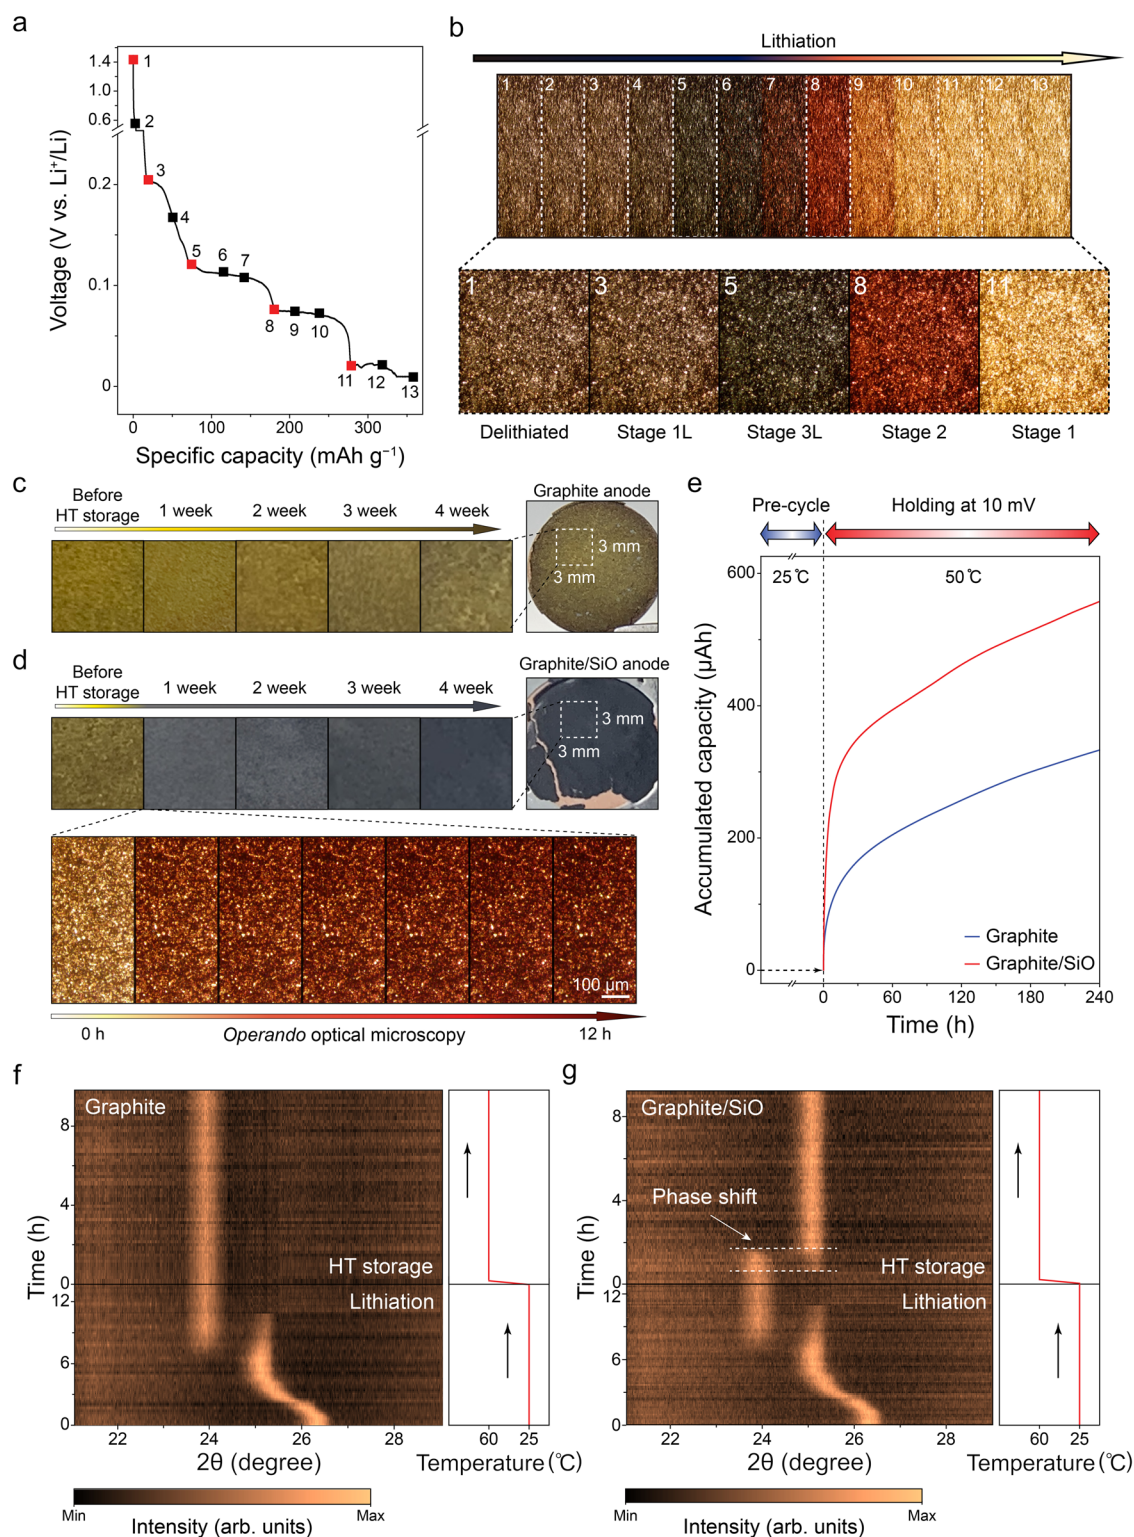 a
Voltage (V vs. Li⁺/Li)
1.4
1.0
0.6
0.2
0.1
0
1
2
3
4
5
6
7
8
9
10
11
12
13
0
100
200
300
Specific capacity (mAh g⁻¹)
b
Lithiation
1 2 3 4 5 6 7 8 9 10 11 12 13
1 3 5 8 11
Delithiated Stage 1L Stage 3L Stage 2 Stage 1
c
Before
HT storage 1 week 2 week 3 week 4 week
Graphite anode
3 mm
3 mm
d
Before
HT storage 1 week 2 week 3 week 4 week
Graphite/SiO anode
3 mm
3 mm
100 µm
0 h Operando optical microscopy 12 h
e
Pre-cycle Holding at 10 mV
25℃ 50℃
Accumulated capacity (µAh)
600
400
200
0
Graphite
Graphite/SiO
0 60 120 180 240
Time (h)
f
Graphite
HT storage
Lithiation
Time (h)
8
4
0
12
6
0
22 24 26 28
2θ (degree)
60 25
Temperature (℃)
Min Max
Intensity (arb. units)
g
Graphite/SiO
Phase shift
HT storage
Lithiation
Time (h)
8
4
0
12
6
0
22 24 26 28
2θ (degree)
60 25
Temperature (℃)
Min Max
Intensity (arb. units)